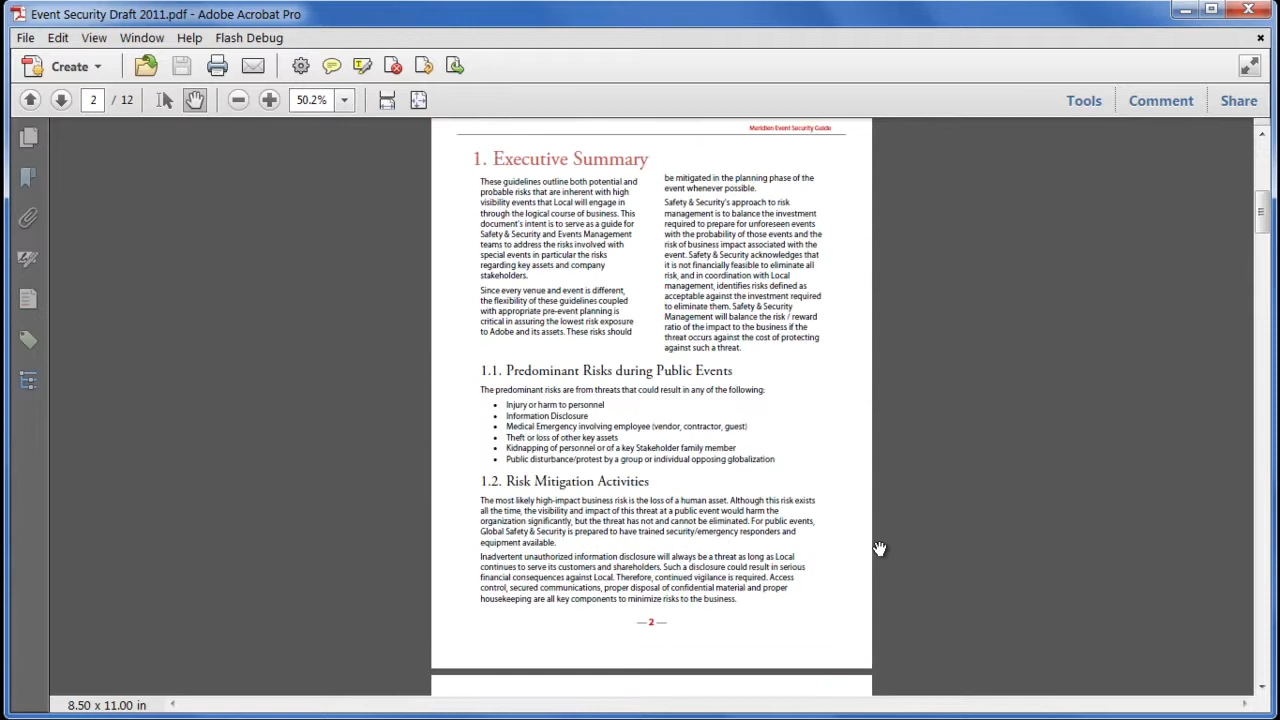 Event Security Draft 2011.pdf - Adobe Acrobat Pro
File Edit View Window Help Flash Debug
Create
2 / 12 50.2% Tools Comment Share
Meridien Event Security Guide
1. Executive Summary
These guidelines outline both potential and
probable risks that are inherent with high
visibility events that Local will engage in
through the logical course of business. This
document's intent is to serve as a guide for
Safety & Security and Events Management
teams to address the risks involved with
special events in particular the risks
regarding key assets and company
stakeholders.
Since every venue and event is different,
the flexibility of these guidelines coupled
with appropriate pre-event planning is
critical in assuring the lowest risk exposure
to Adobe and its assets. These risks should
be mitigated in the planning phase of the
event whenever possible.
Safety & Security's approach to risk
management is to balance the investment
required to prepare for unforeseen events
with the probability of those events and the
risk of business impact associated with the
event. Safety & Security acknowledges that
it is not financially feasible to eliminate all
risk, and in coordination with Local
management, identifies risks defined as
acceptable against the investment required
to eliminate them. Safety & Security
Management will balance the risk / reward
ratio of the impact to the business if the
threat occurs against the cost of protecting
against such a threat.
1.1. Predominant Risks during Public Events
The predominant risks are from threats that could result in any of the following:
• Injury or harm to personnel
• Information Disclosure
• Medical Emergency involving employee (vendor, contractor, guest)
• Theft or loss of other key assets
• Kidnapping of personnel or of a key Stakeholder family member
• Public disturbance/protest by a group or individual opposing globalization
1.2. Risk Mitigation Activities
The most likely high-impact business risk is the loss of a human asset. Although this risk exists
all the time, the visibility and impact of this threat at a public event would harm the
organization significantly, but the threat has not and cannot be eliminated. For public events,
Global Safety & Security is prepared to have trained security/emergency responders and
equipment available.
Inadvertent unauthorized information disclosure will always be a threat as long as Local
continues to serve its customers and shareholders. Such a disclosure could result in serious
financial consequences against Local. Therefore, continued vigilance is required. Access
control, secured communications, proper disposal of confidential material and proper
housekeeping are all key components to minimize risks to the business.
— 2 —
8.50 x 11.00 in